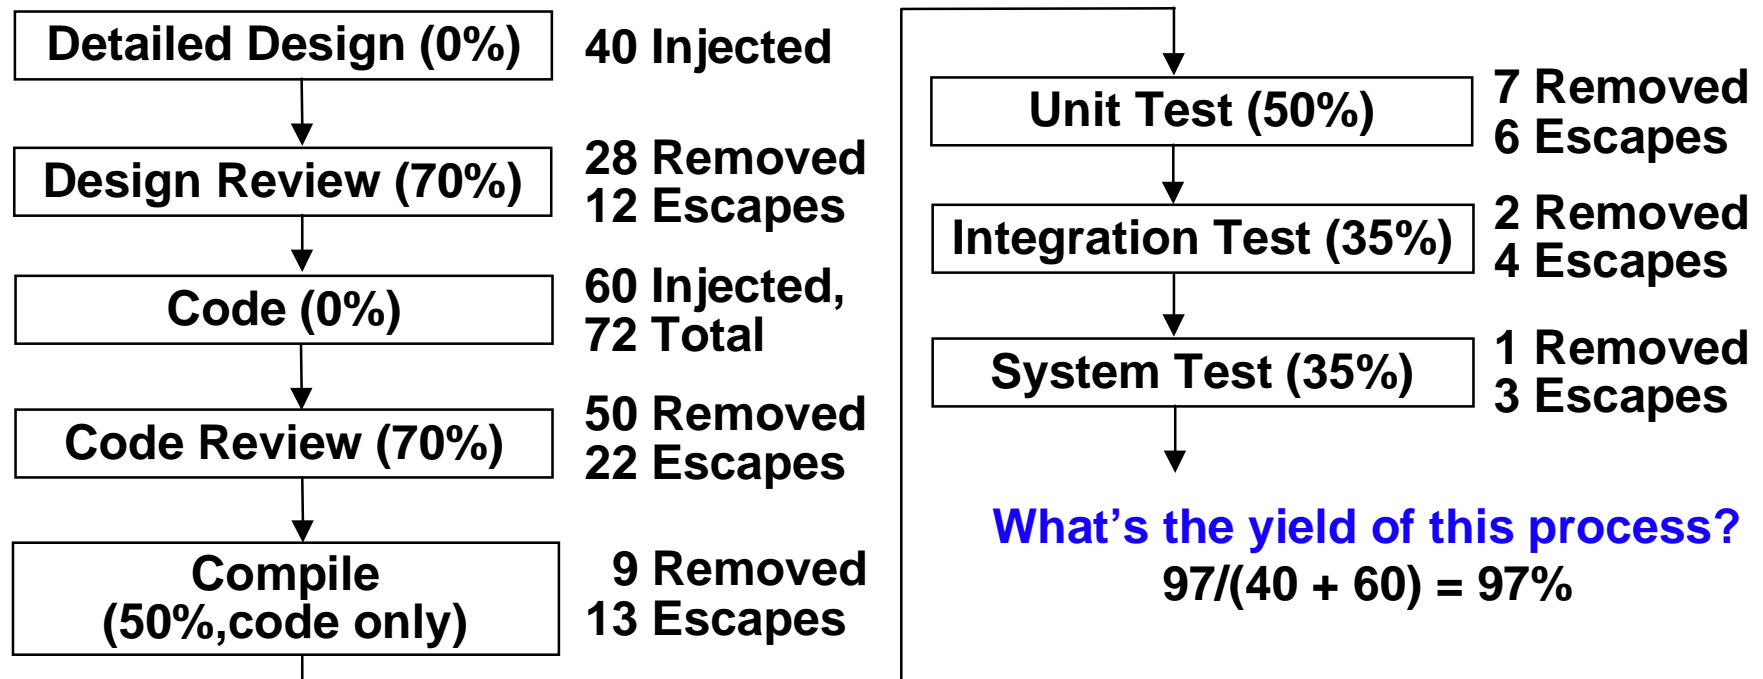 Detailed Design (0%)
40 Injected
Design Review (70%)
28 Removed
12 Escapes
Code (0%)
60 Injected,
72 Total
Code Review (70%)
50 Removed
22 Escapes
Compile
(50%,code only)
9 Removed
13 Escapes
Unit Test (50%)
7 Removed
6 Escapes
Integration Test (35%)
2 Removed
4 Escapes
System Test (35%)
1 Removed
3 Escapes
What’s the yield of this process?
97/(40 + 60) = 97%